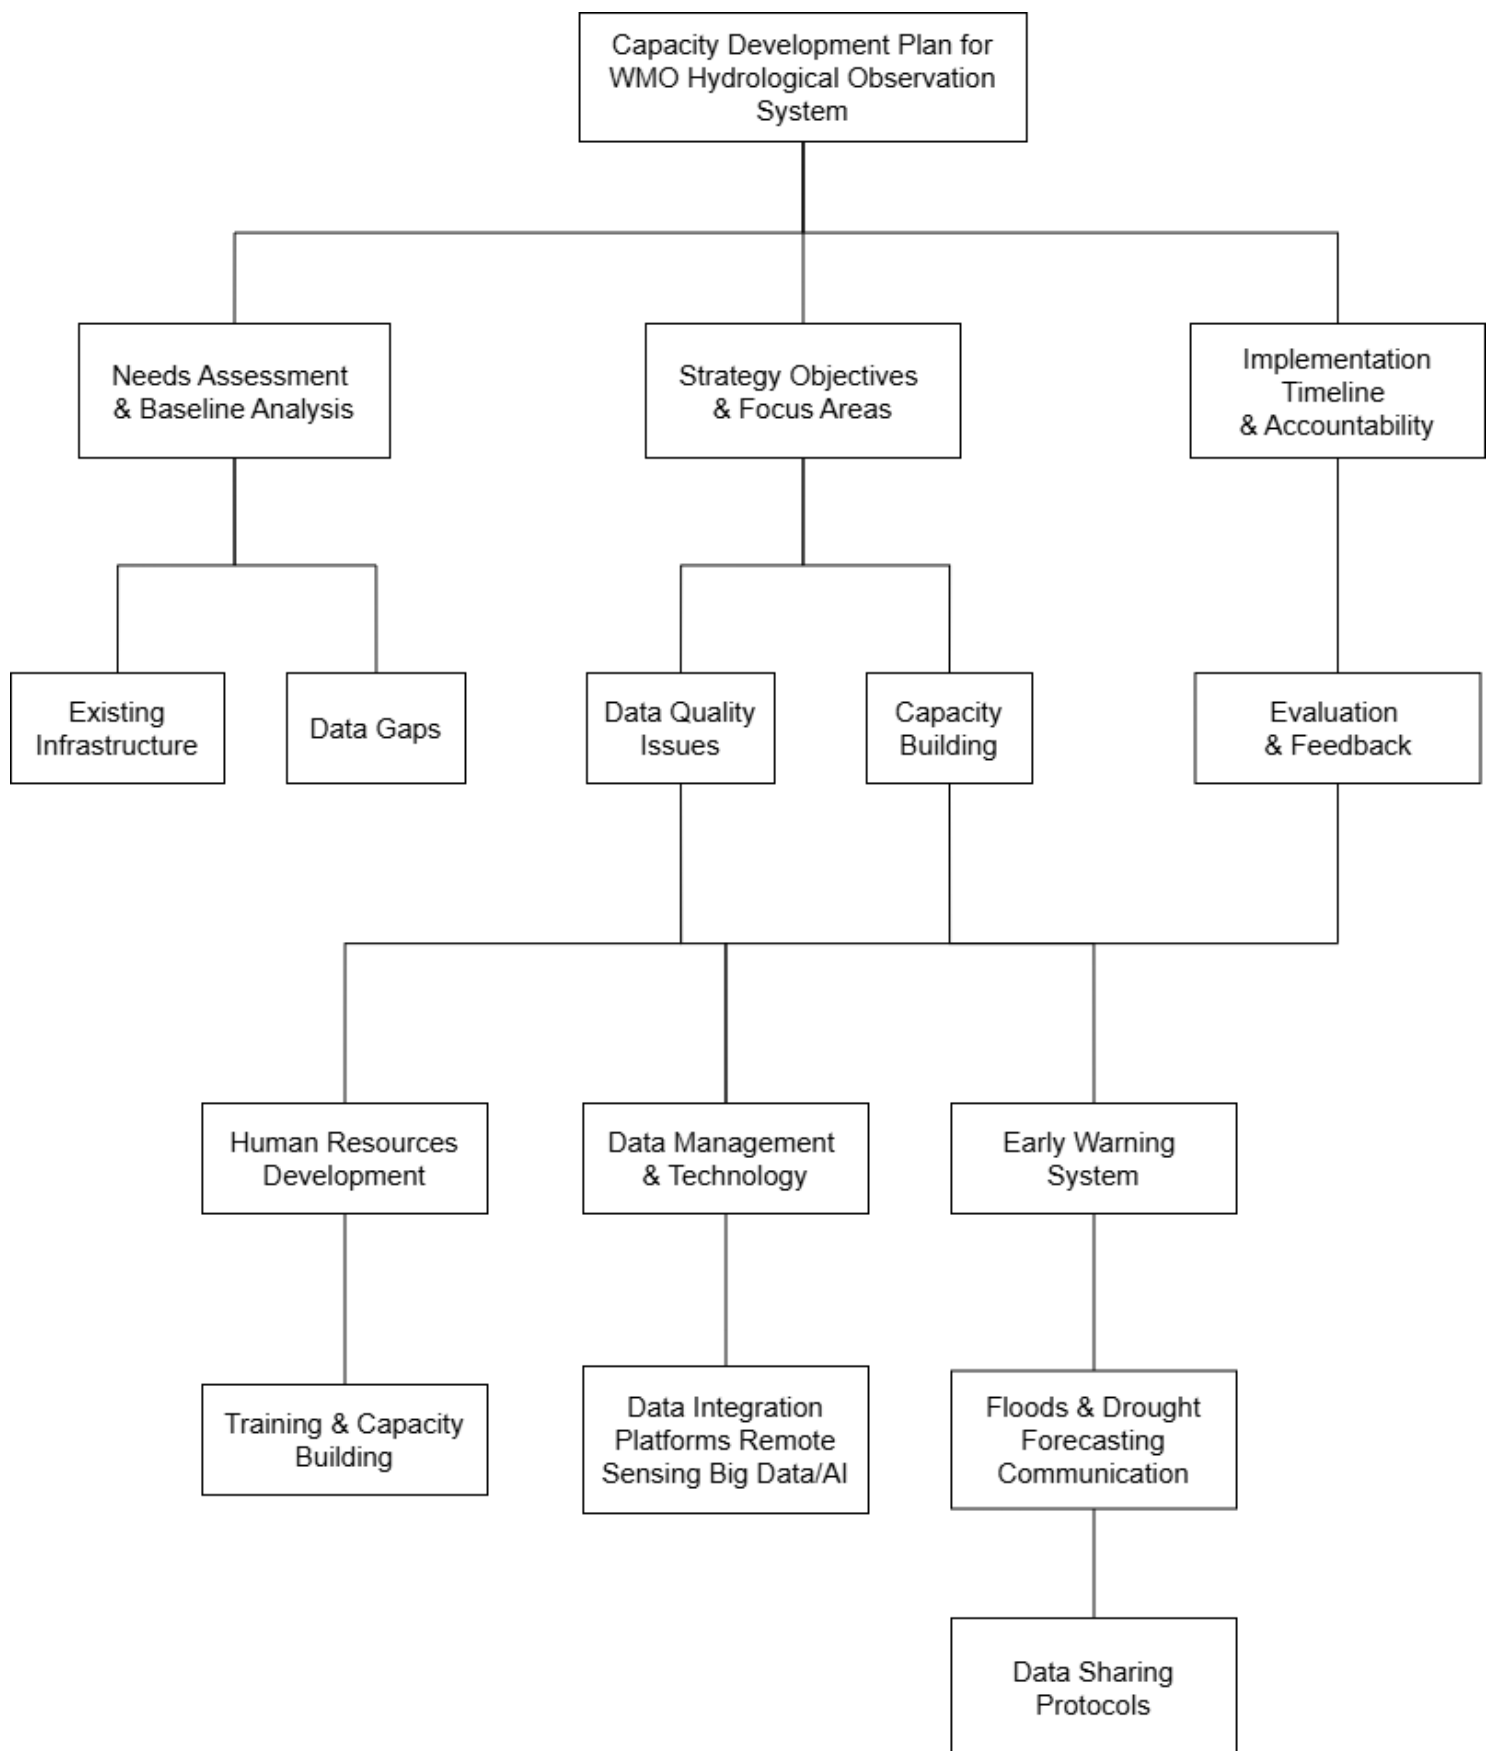 Capacity Development Plan for
WMO Hydrological Observation
System
Needs Assessment
& Baseline Analysis
Strategy Objectives
& Focus Areas
Implementation
Timeline
& Accountability
Existing
Infrastructure
Data Gaps
Data Quality
Issues
Capacity
Building
Evaluation
& Feedback
Human Resources
Development
Data Management
& Technology
Early Warning
System
Training & Capacity
Building
Data Integration
Platforms Remote
Sensing Big Data/AI
Floods & Drought
Forecasting
Communication
Data Sharing
Protocols